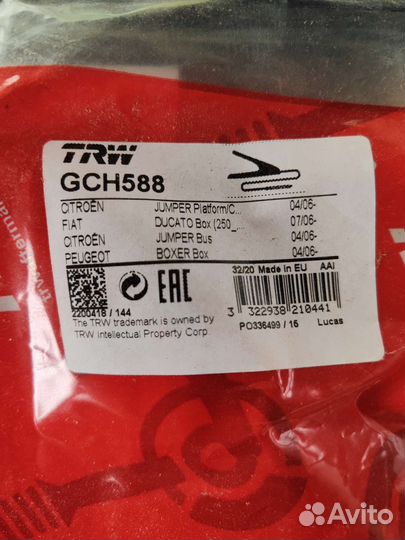 TRW
GCH588
CITROËN JUMPER Platform/C... 04/06-
FIAT DUCATO Box (250_,... 07/06-
CITROËN JUMPER Bus 04/06-
PEUGEOT BOXER Box 04/06-
32/20 Made in EU AAI
EAC
2200416 / 144
3 322938 210441
The TRW trademark is owned by
TRW Intellectual Property Corp
PO336499 / 15 Lucas
Avito